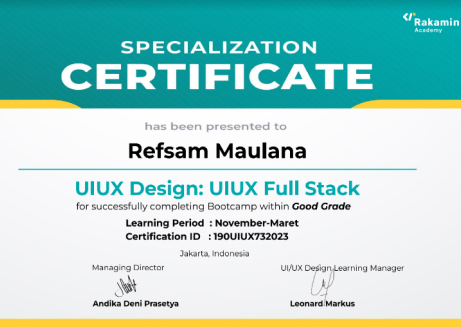 Rakamin
Academy
SPECIALIZATION
CERTIFICATE
has been presented to
Refsam Maulana
UIUX Design: UIUX Full Stack
for successfully completing Bootcamp within Good Grade
Learning Period : November-Maret
Certification ID : 190UIUX732023
Jakarta, Indonesia
Managing Director
UI/UX Design Learning Manager
Andika Deni Prasetya
Leonard Markus